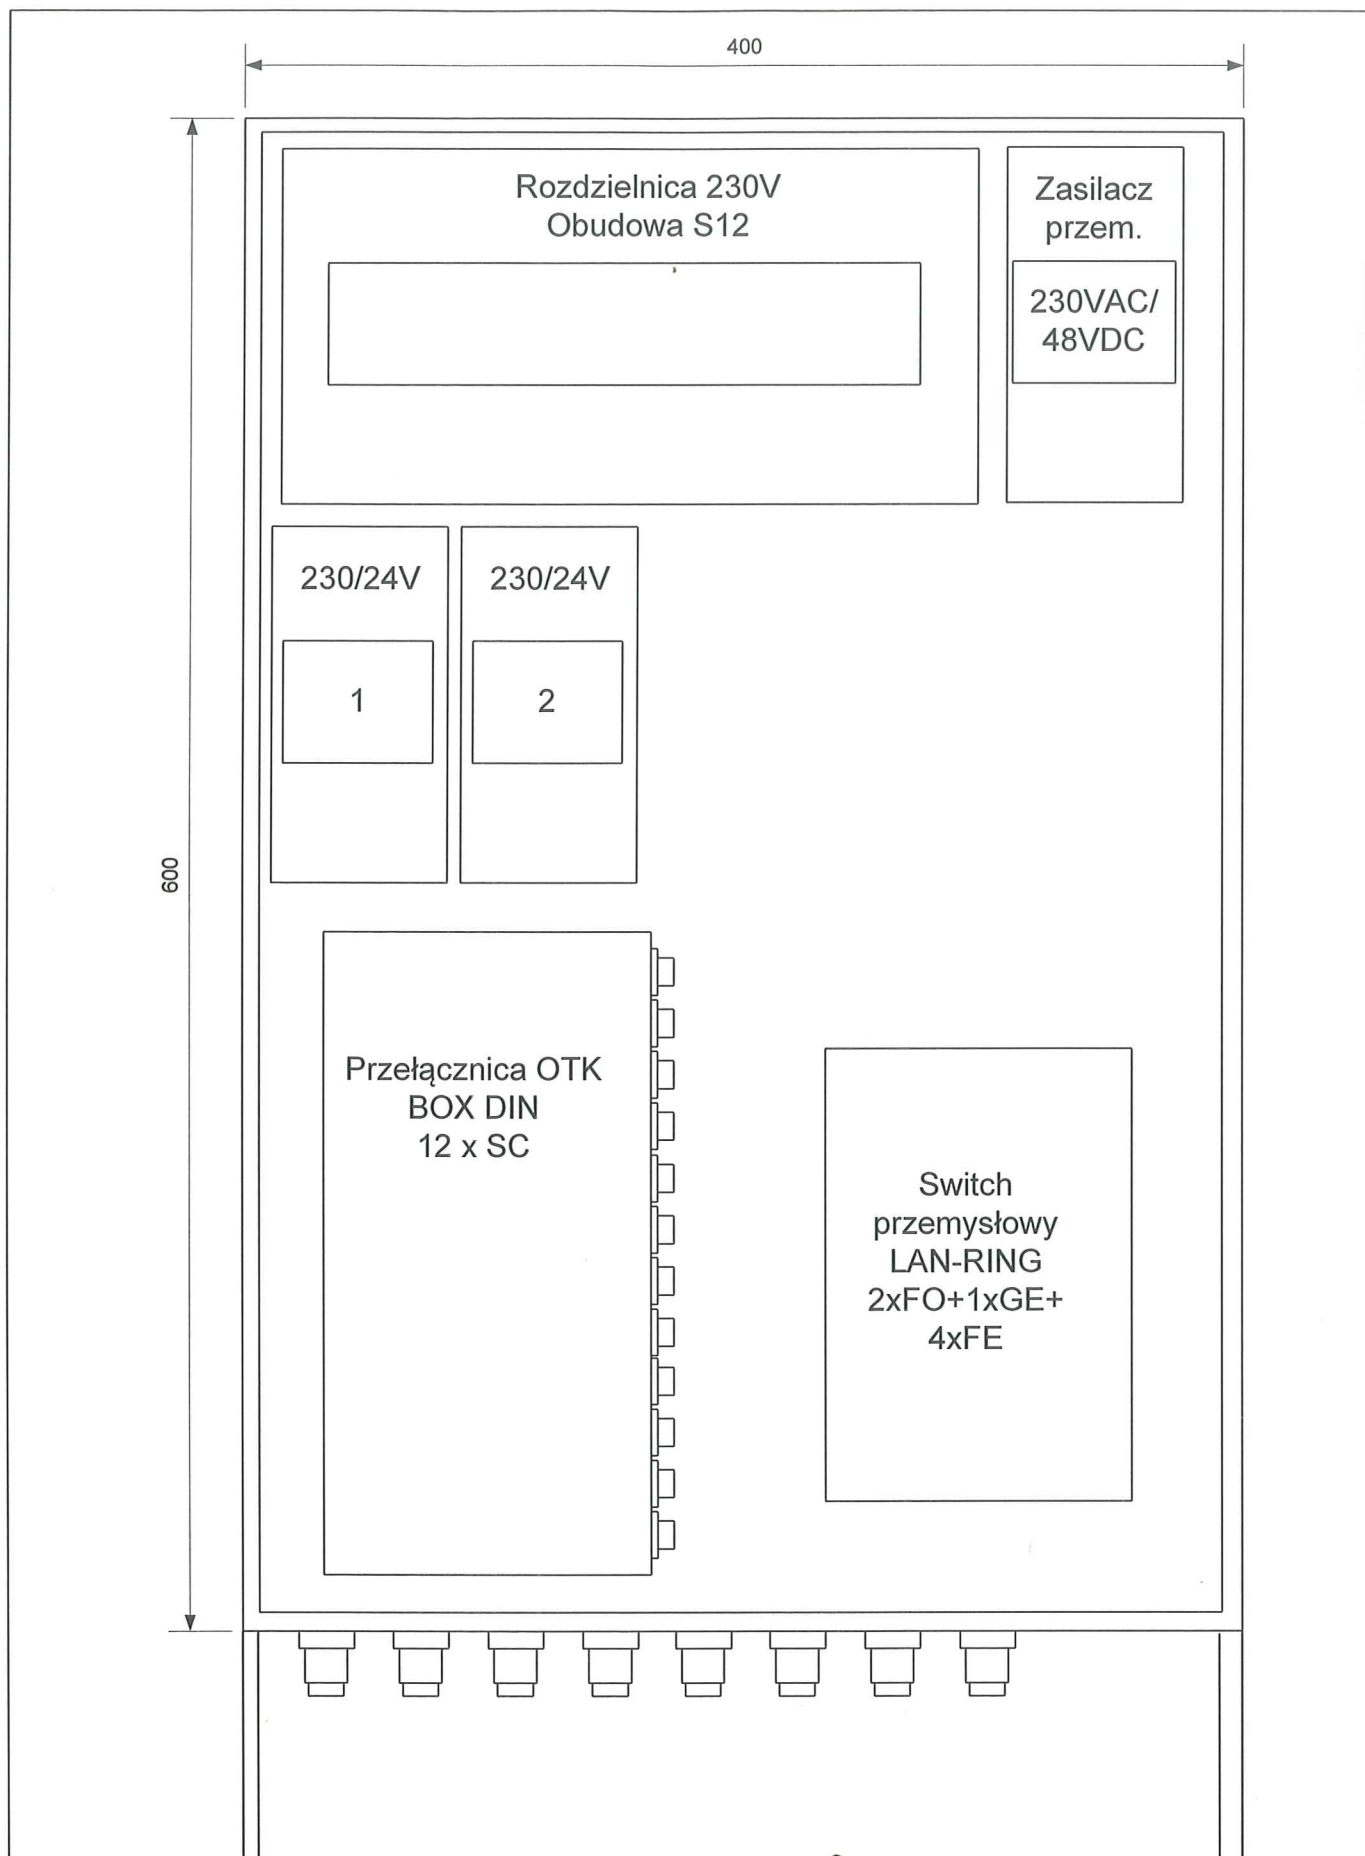 400
Rozdzielnica 230V
Obudowa S12
Zasilacz
przem.
230VAC/
48VDC
230/24V
230/24V
1
2
600
Przełącznica OTK
BOX DIN
12 x SC
Switch
przemysłowy
LAN-RING
2xFO+1xGE+
4xFE